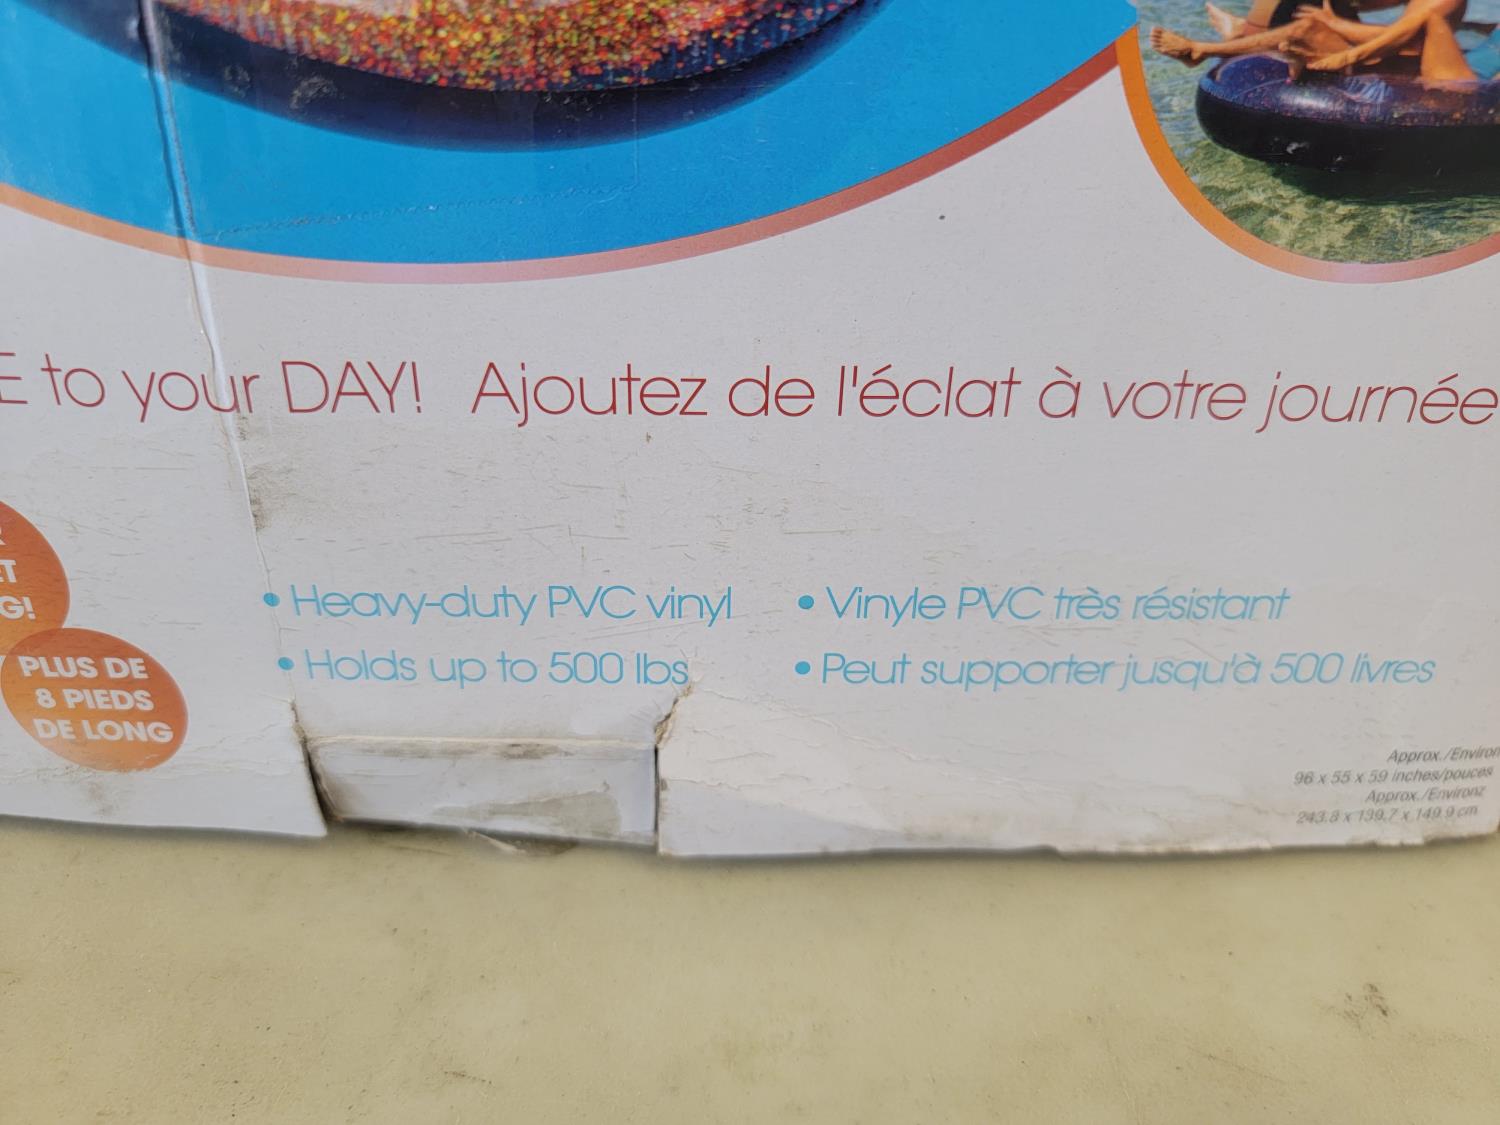 E to your DAY! Ajoutez de l'éclat à votre journée
ET
G!
PLUS DE
8 PIEDS
DE LONG
• Heavy-duty PVC vinyl
• Holds up to 500 lbs
• Vinyle PVC très résistant
• Peut supporter jusqu'à 500 livres
Approx./Environ
96 x 55 x 59 inches/pouces
Approx./Environz
243.8 x 139.7 x 149.9 cm